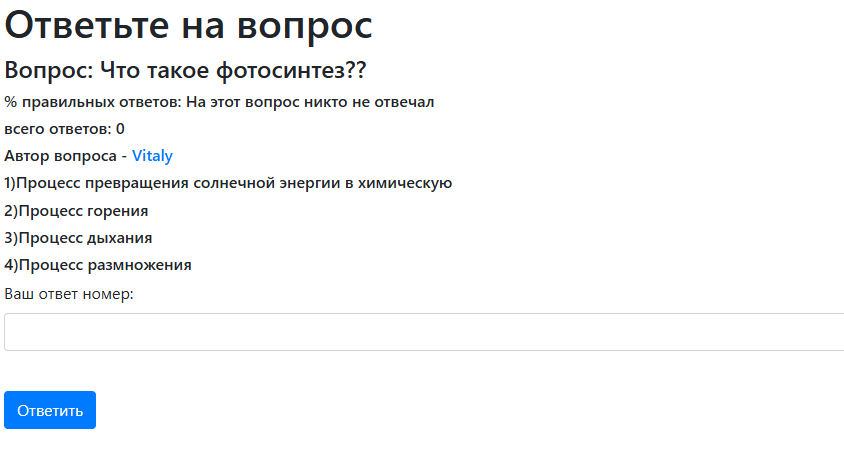 Ответьте на вопрос
Вопрос: Что такое фотосинтез??
% правильных ответов: На этот вопрос никто не отвечал
всего ответов: 0
Автор вопроса - Vitaly
1)Процесс превращения солнечной энергии в химическую
2)Процесс горения
3)Процесс дыхания
4)Процесс размножения
Ваш ответ номер:
Ответить